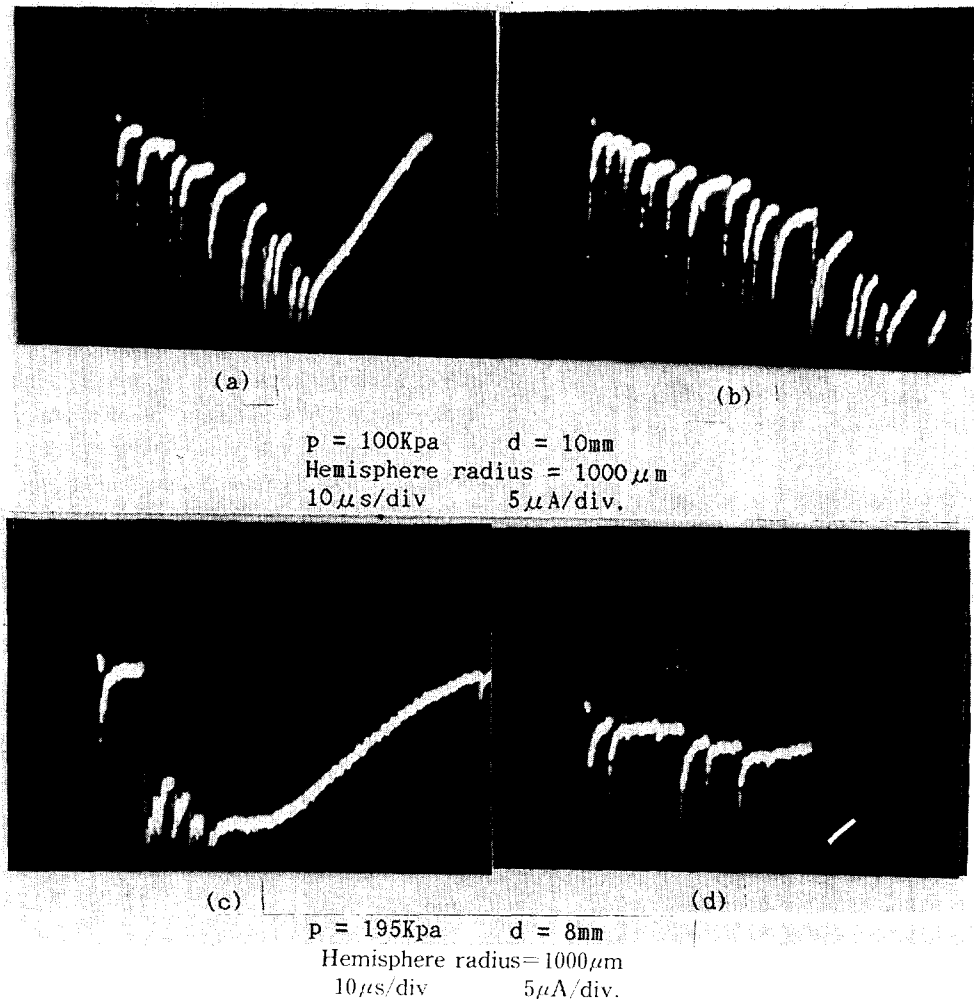 (a) (b)
p = 100Kpa d = 10mm
Hemisphere radius = 1000μm
10μs/div 5μA/div.
(c) (d)
p = 195Kpa d = 8mm
Hemisphere radius=1000μm
10μs/div 5μA/div.